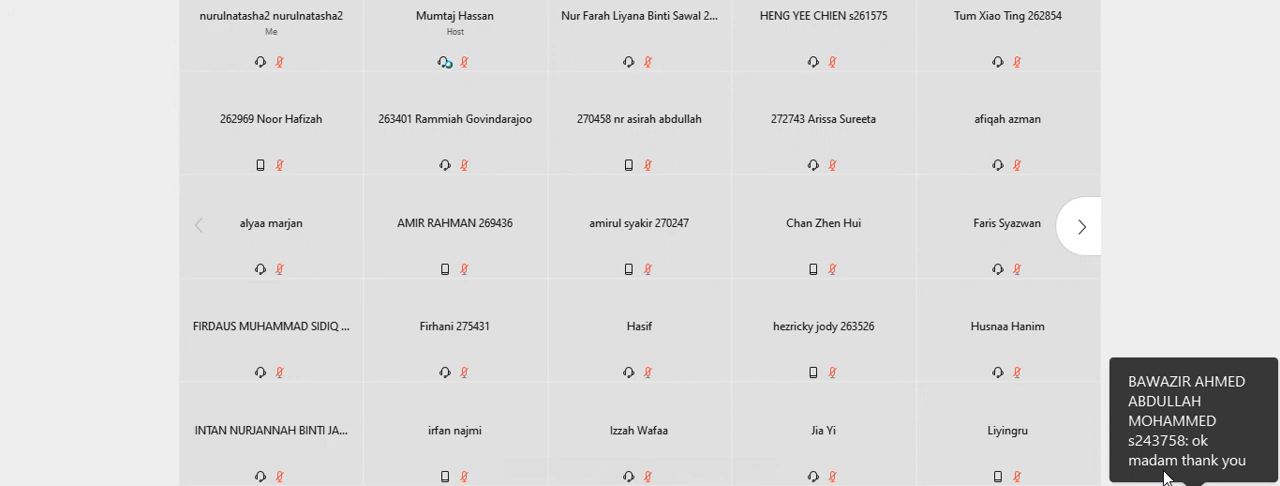 nurulnatasha2 nurulnatasha2
Me
Mumtaj Hassan
Host
Nur Farah Liyana Binti Sawal 2...
HENG YEE CHIEN s261575
Tum Xiao Ting 262854
262969 Noor Hafizah
263401 Rammiah Govindarajoo
270458 nr asirah abdullah
272743 Arissa Sureeta
afiqah azman
alyaa marjan
AMIR RAHMAN 269436
amirul syakir 270247
Chan Zhen Hui
Faris Syazwan
FIRDAUS MUHAMMAD SIDIQ ...
Firhani 275431
Hasif
hezricky jody 263526
Husnaa Hanim
INTAN NURJANNAH BINTI JA...
irfan najmi
Izzah Wafaa
Jia Yi
Liyingru
BAWAZIR AHMED
ABDULLAH
MOHAMMED
s243758: ok
madam thank you